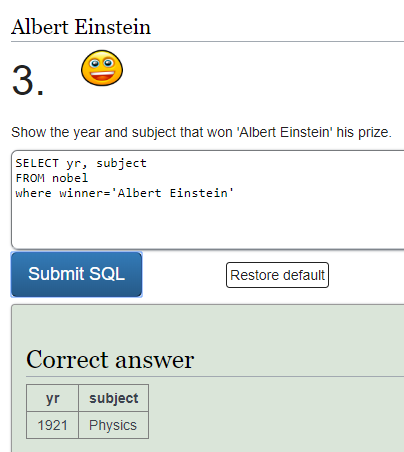 Albert Einstein
3.
Show the year and subject that won 'Albert Einstein' his prize.
SELECT yr, subject
FROM nobel
where winner='Albert Einstein'
Submit SQL Restore default
Correct answer
yr subject
1921 Physics